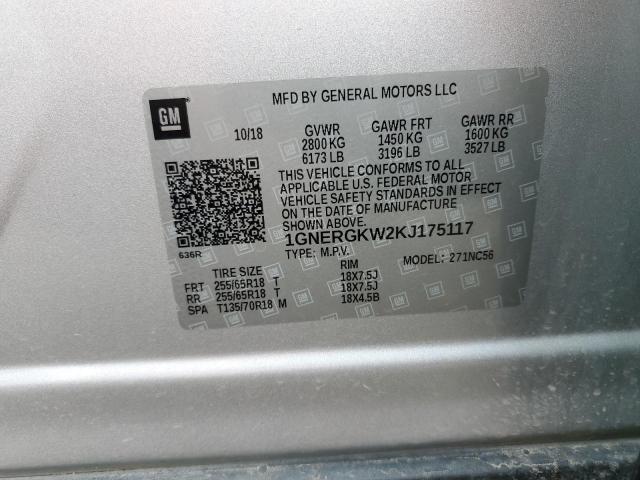 MFD BY GENERAL MOTORS LLC
GM
10/18 GVWR GAWR FRT GAWR RR
2800 KG 1450 KG 1600 KG
6173 LB 3196 LB 3527 LB
THIS VEHICLE CONFORMS TO ALL
APPLICABLE U.S. FEDERAL MOTOR
VEHICLE SAFETY STANDARDS IN EFFECT
ON THE DATE OF MANUFACTURE
SHOWN ABOVE.
1GNERGKW2KJ175117
636R TYPE: M.P.V. MODEL: 271NC56
TIRE SIZE RIM
FRT 255/65R18 T 18X7.5J
RR 255/65R18 T 18X7.5J
SPA T135/70R18 M 18X4.5B